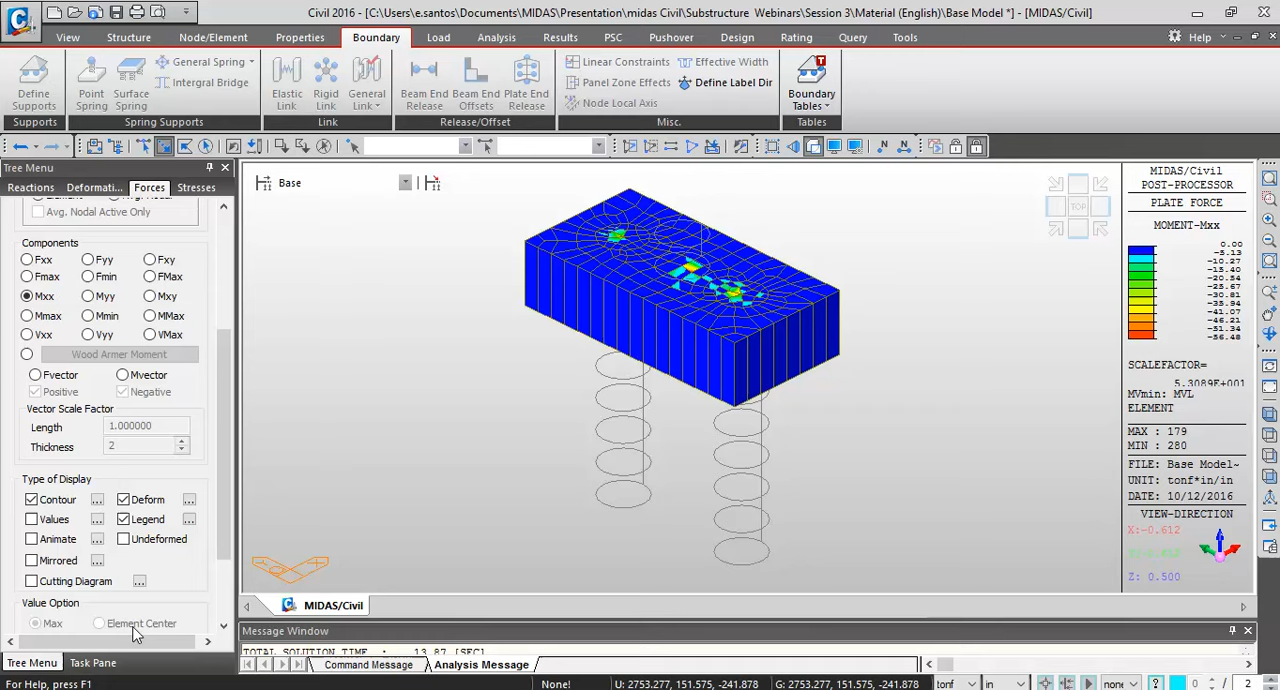 Civil 2016 - [C:\Users\e.santos\Documents\MIDAS\Presentation\midas Civil\Substure Webinars\Session 3\Material (English)\Base Model *] - [MIDAS/Civil]
View Structure Node/Element Properties Boundary Load Analysis Results PSC Pushover Design Rating Query Tools Help
Define Supports
Point Spring
Surface Spring
General Spring
Intergral Bridge
Elastic Link
Rigid Link
General Link
Beam End Release
Beam End Offsets
Plate End Release
Linear Constraints
Effective Width
Panel Zone Effects
Define Label Dir
Node Local Axis
Boundary Tables
Supports Spring Supports Link Release/Offset Misc. Tables
Tree Menu
Reactions Deformati... Forces Stresses
Avg. Nodal Active Only
Components
Fxx Fyy Fxy
Fmax Fmin FMax
Mxx Myy Mxy
Mmax Mmin MMax
Vxx Vyy VMax
Wood Armer Moment
Fvector Mvector
Positive Negative
Vector Scale Factor
Length 1.000000
Thickness 2
Type of Display
Contour ... Deform ...
Values ... Legend ...
Animate ... Undeformed
Mirrored ...
Cutting Diagram ...
Value Option
Max Element Center
Tree Menu Task Pane
Base
TOP
MIDAS/Civil
POST-PROCESSOR
PLATE FORCE
MOMENT-Mxx
0.00
-5.13
-10.27
-15.40
-20.54
-25.67
-30.81
-35.94
-41.07
-46.21
-51.34
-56.48
SCALEFACTOR=
5.3089E+001
MVmin: MVL
ELEMENT
MAX : 179
MIN : 280
FILE: Base Model~
UNIT: tonf*in/in
DATE: 10/12/2016
VIEW-DIRECTION
X:-0.612
Z: 0.500
MIDAS/Civil
Message Window
TOTAL SOLUTION TIME : 13.87 [SEC]
Command Message Analysis Message
For Help, press F1 None! U: 2753.277, 151.575, -241.878 G: 2753.277, 151.575, -241.878 tonf in none 0 / 2